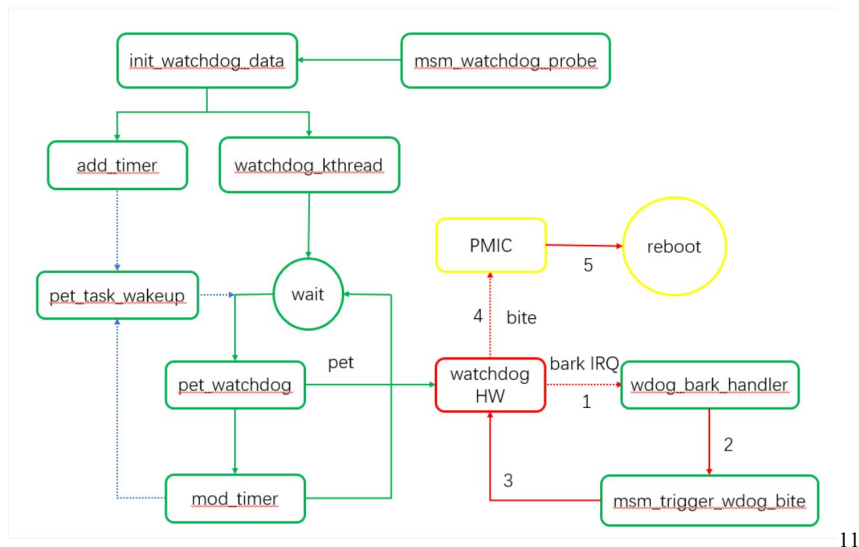 init_watchdog_data
msm_watchdog_probe
add_timer
watchdog_kthread
PMIC
reboot
5
pet_task_wakeup
wait
4
bite
pet
bark IRQ
pet_watchdog
watchdog
HW
wdog_bark_handler
1
2
3
mod_timer
msm_trigger_wdog_bite
11